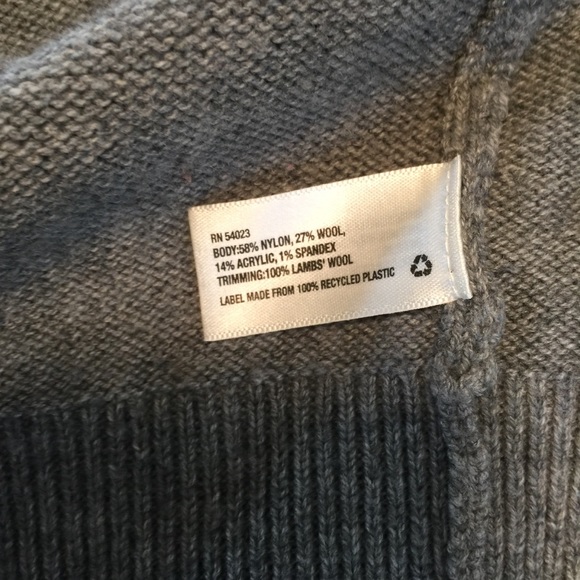 RN 54023
BODY:58% NYLON, 27% WOOL,
14% ACRYLIC, 1% SPANDEX
TRIMMING:100% LAMBS' WOOL
LABEL MADE FROM 100% RECYCLED PLASTIC